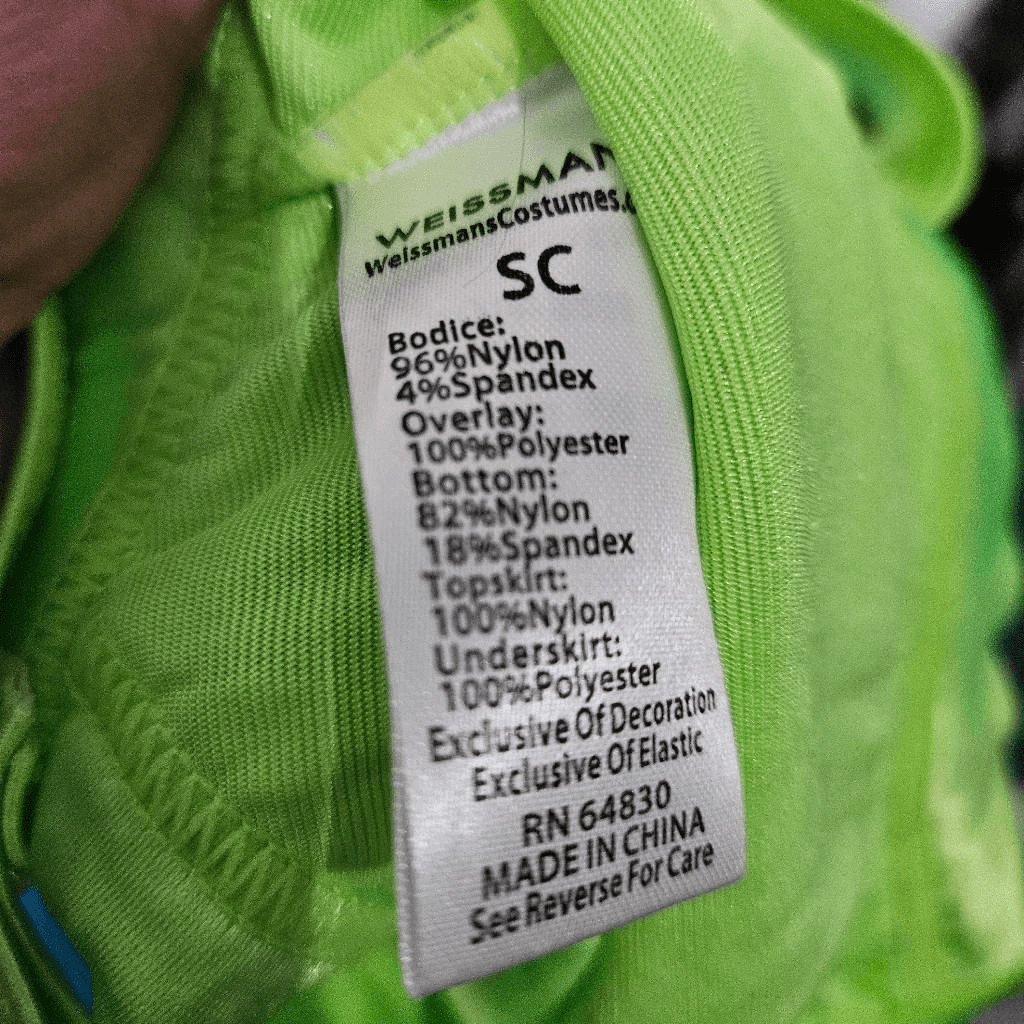 WEISSMAN
WeissmansCostumes.
SC
Bodice:
96%Nylon
4%Spandex
Overlay:
100%Polyester
Bottom:
82%Nylon
18%Spandex
Topskirt:
100%Nylon
Underskirt:
100%Polyester
Exclusive Of Decoration
Exclusive Of Elastic
RN 64830
MADE IN CHINA
See Reverse For Care